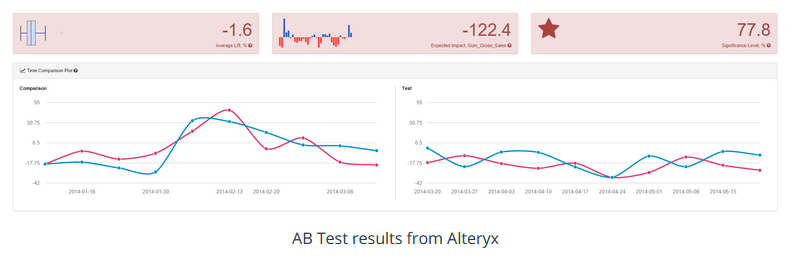 -1.6
Average Lift, %
-122.4
Expected Impact, Sum_Gross_Sales
77.8
Significance Level, %
Time Comparison Plot
Comparison
55
30.75
6.5
-17.75
-42
2014-01-16 2014-01-30 2014-02-13 2014-02-20 2014-03-06
Test
55
30.75
6.5
-17.75
-42
2014-03-20 2014-03-27 2014-04-03 2014-04-10 2014-04-17 2014-04-24 2014-05-01 2014-05-08 2014-05-15
AB Test results from Alteryx